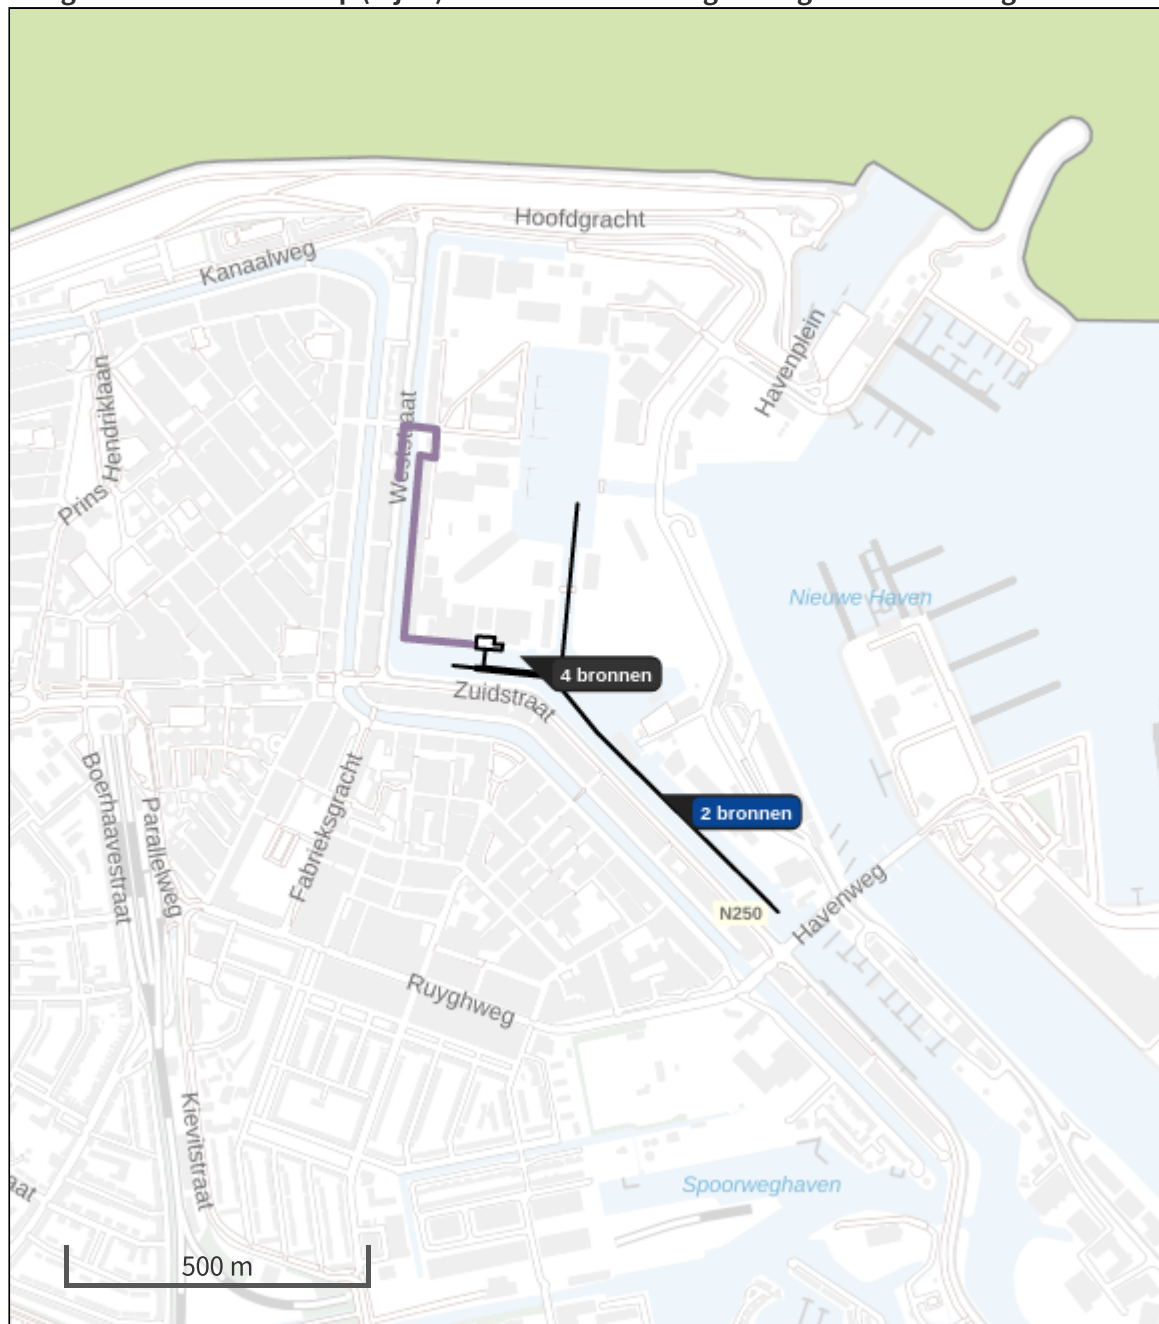 Hoofdgracht
Kanaalweg
Havenplein
Prins Hendriklaan
Weststraat
Nieuwe Haven
4 bronnen
Zuidstraat
2 bronnen
Boerhaavestraat
Parallelweg
Fabrieksgracht
N250
Havenweg
Ruyghweg
Kievitstraat
aat
Spoorweghaven
500 m